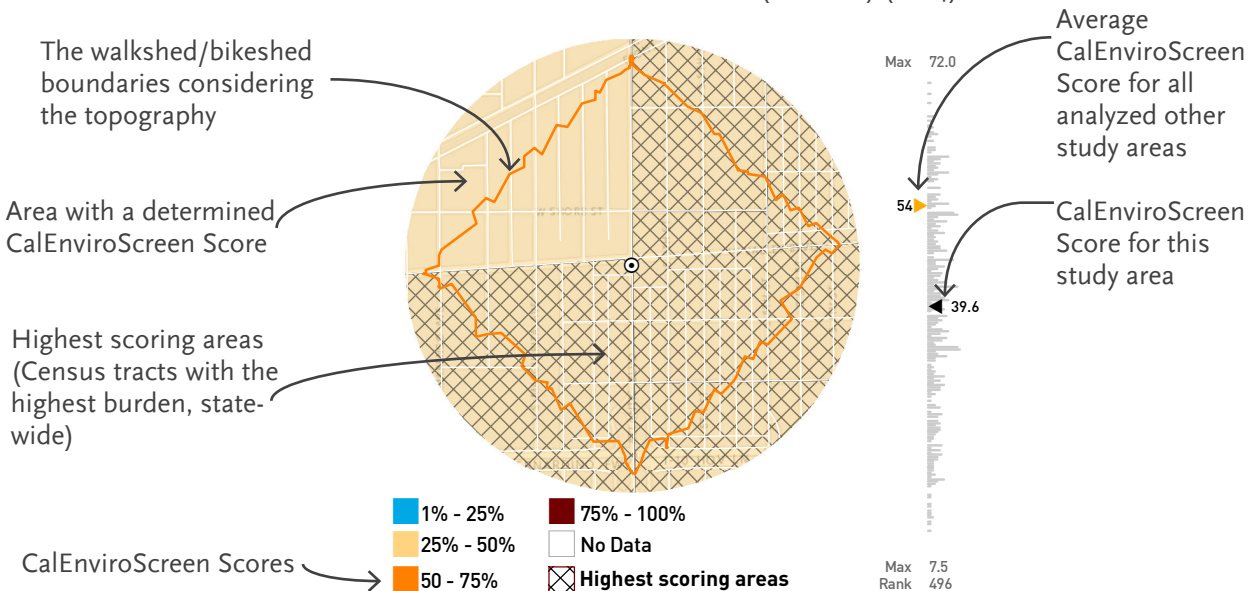 The walkshed/bikeshed
boundaries considering
the topography
Area with a determined
CalEnviroScreen Score
Highest scoring areas
(Census tracts with the
highest burden, state-
wide)
CalEnviroScreen Scores
1% - 25%
25% - 50%
50 - 75%
75% - 100%
No Data
Highest scoring areas
Max 72.0
54
39.6
Max 7.5
Rank 496
Average
CalEnviroScreen
Score for all
analyzed other
study areas
CalEnviroScreen
Score for this
study area